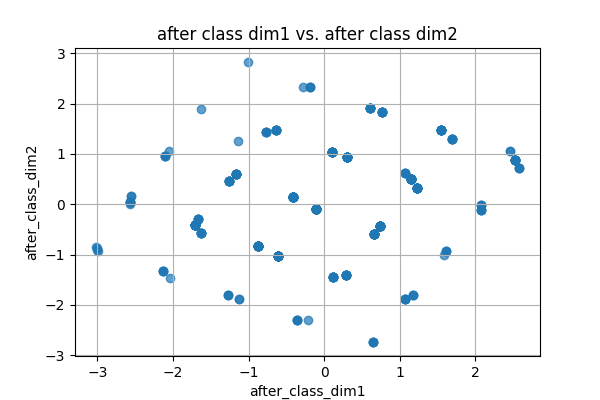 after class dim1 vs. after class dim2
3
2
1
0
−1
−2
−3
after_class_dim2
−3 −2 −1 0 1 2
after_class_dim1